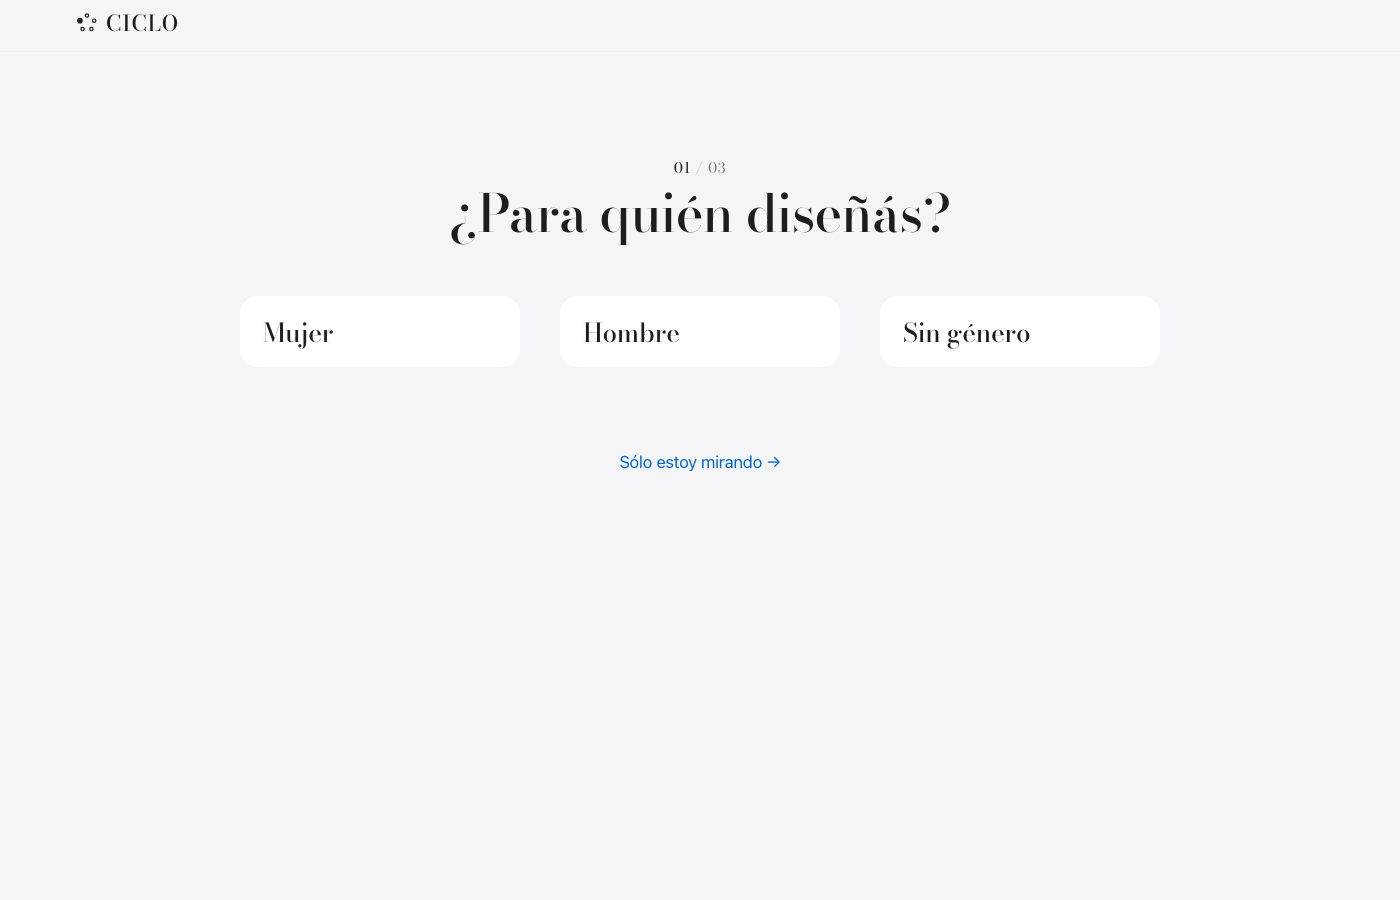 CICLO
01 / 03
¿Para quién diseñás?
Mujer
Hombre
Sin género
Sólo estoy mirando →